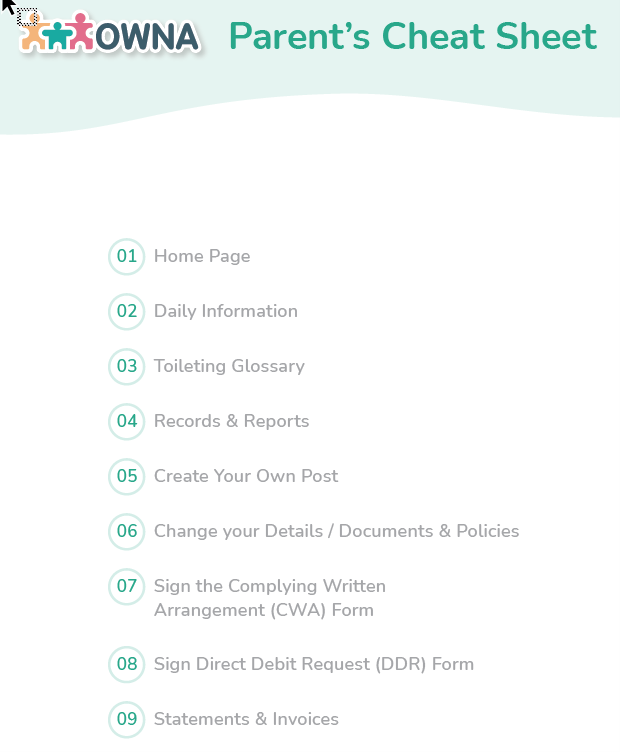 OWNA Parent's Cheat Sheet
01 Home Page
02 Daily Information
03 Toileting Glossary
04 Records & Reports
05 Create Your Own Post
06 Change your Details / Documents & Policies
07 Sign the Complying Written
Arrangement (CWA) Form
08 Sign Direct Debit Request (DDR) Form
09 Statements & Invoices